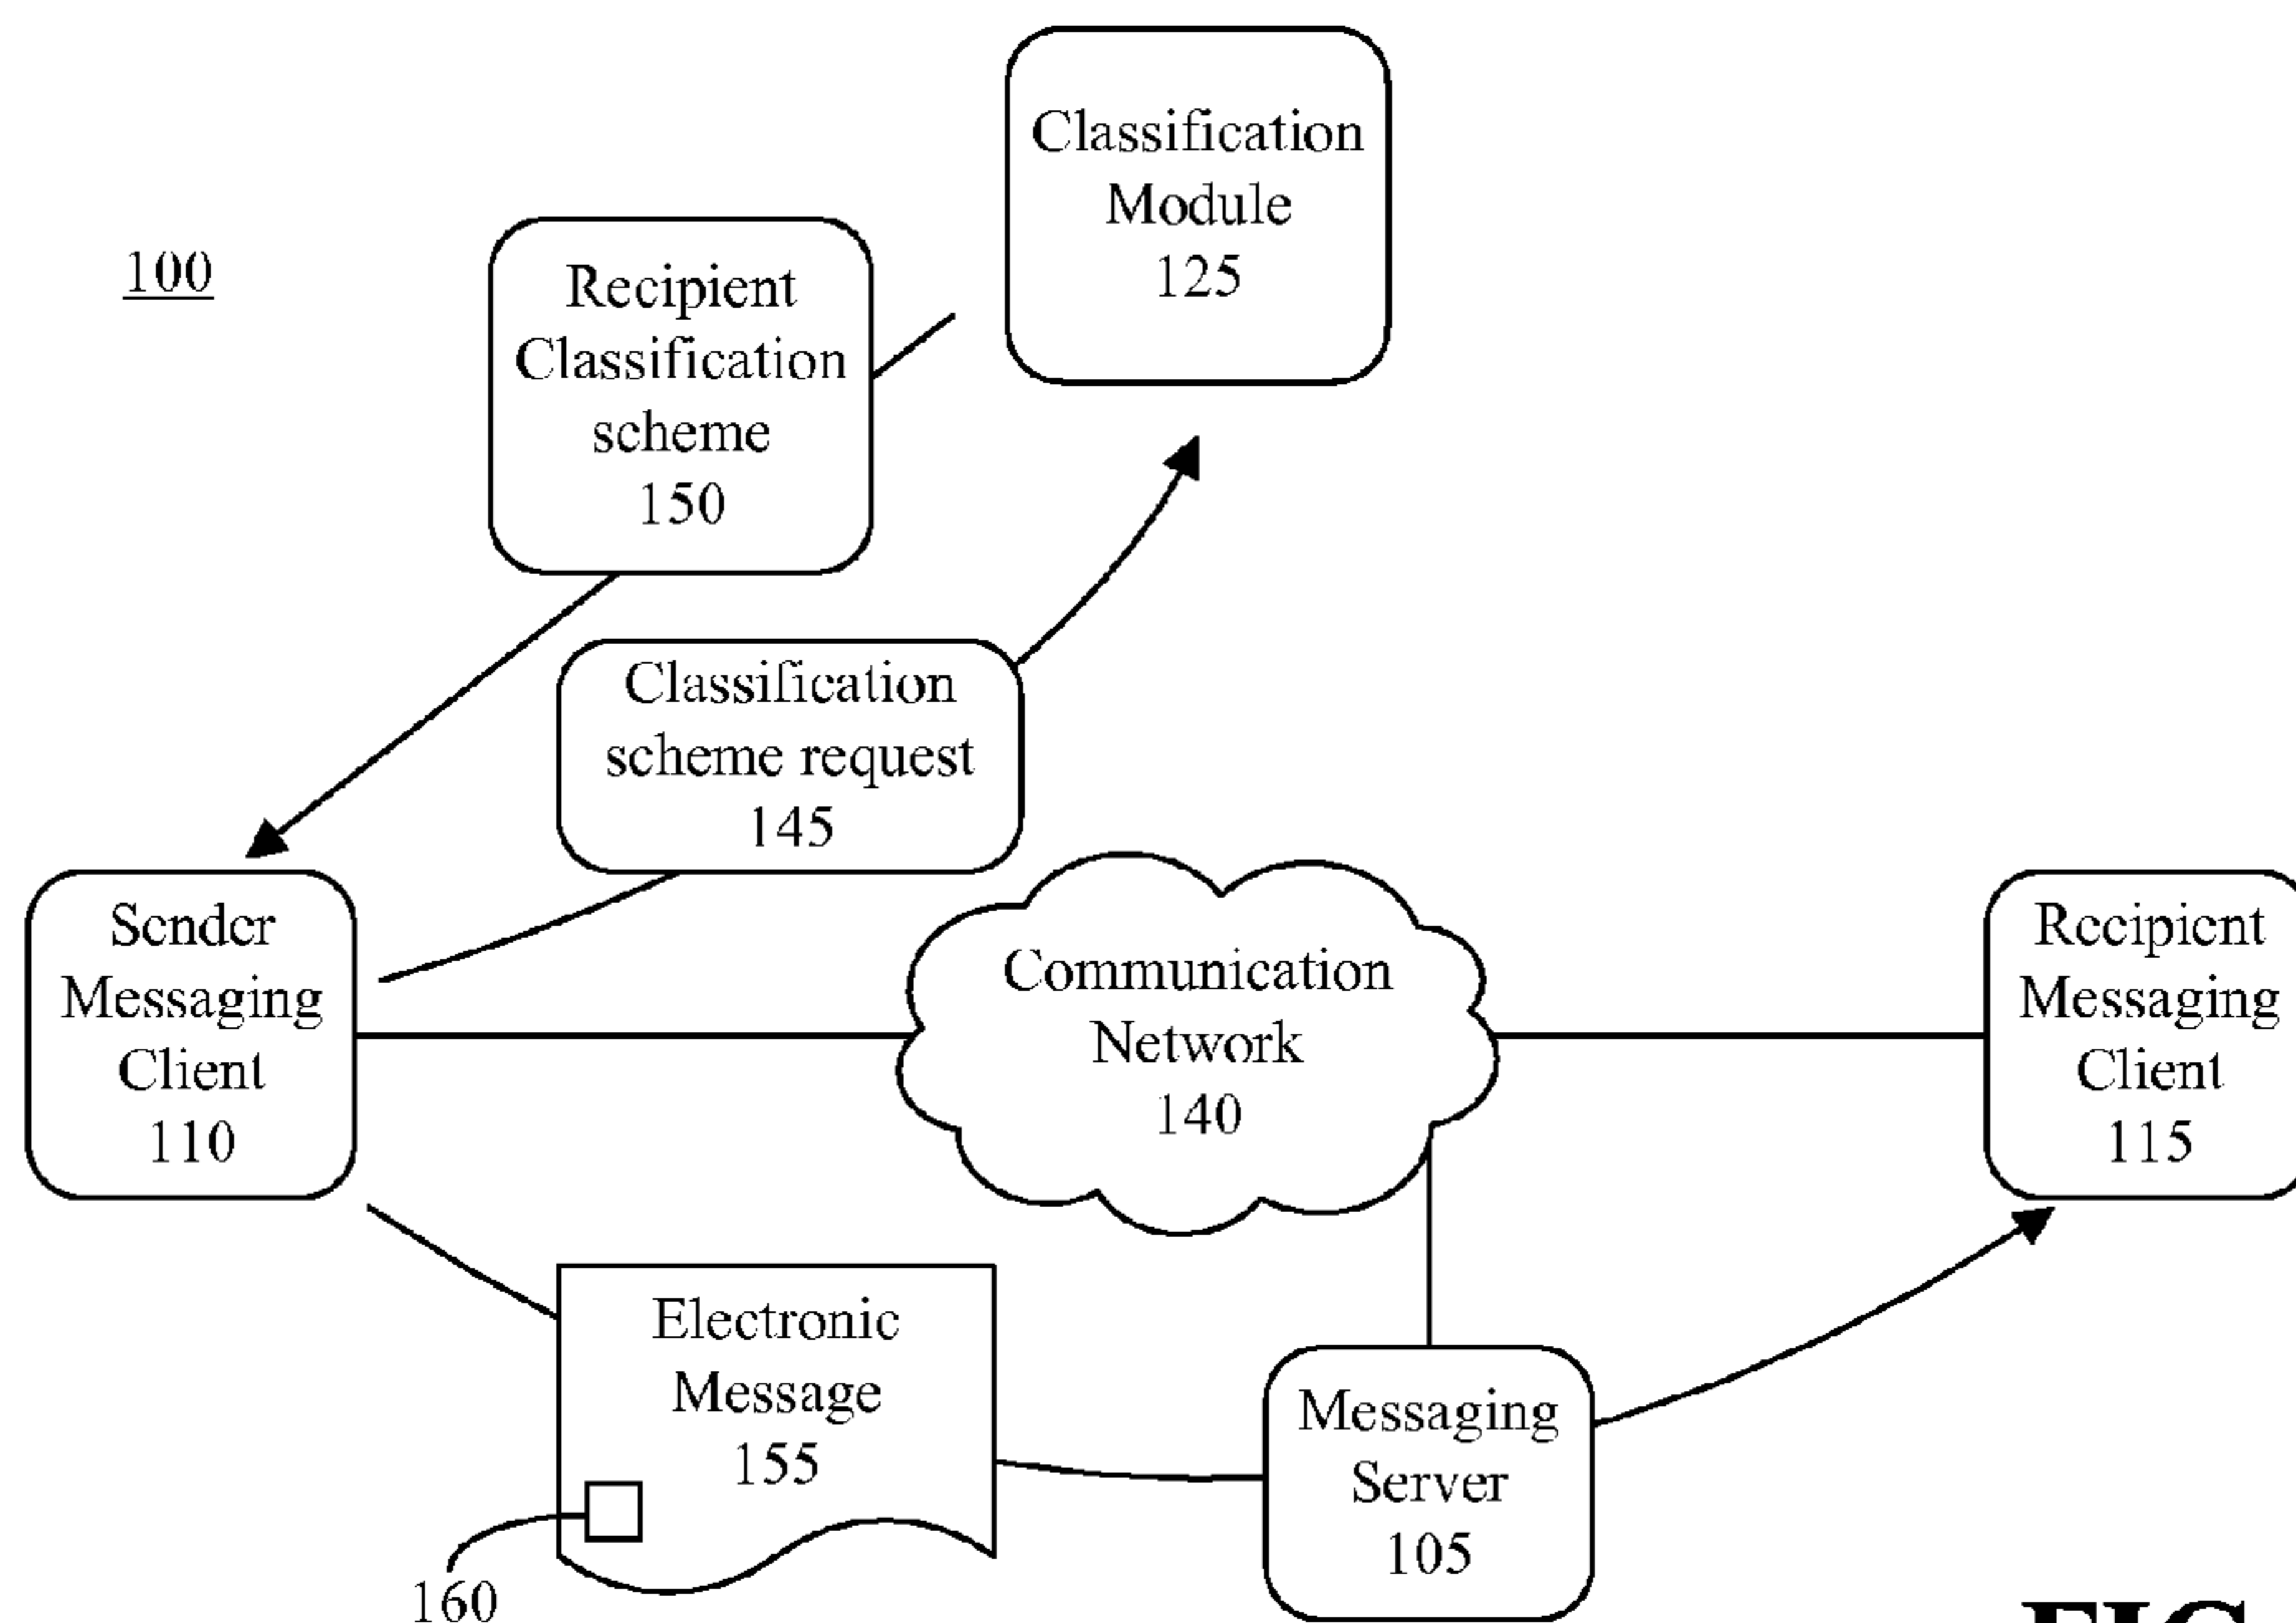 100
Classification
Module
125
Recipient
Classification
scheme
150
Classification
scheme request
145
Sender
Messaging
Client
110
Communication
Network
140
Recipient
Messaging
Client
115
Electronic
Message
155
160
Messaging
Server
105